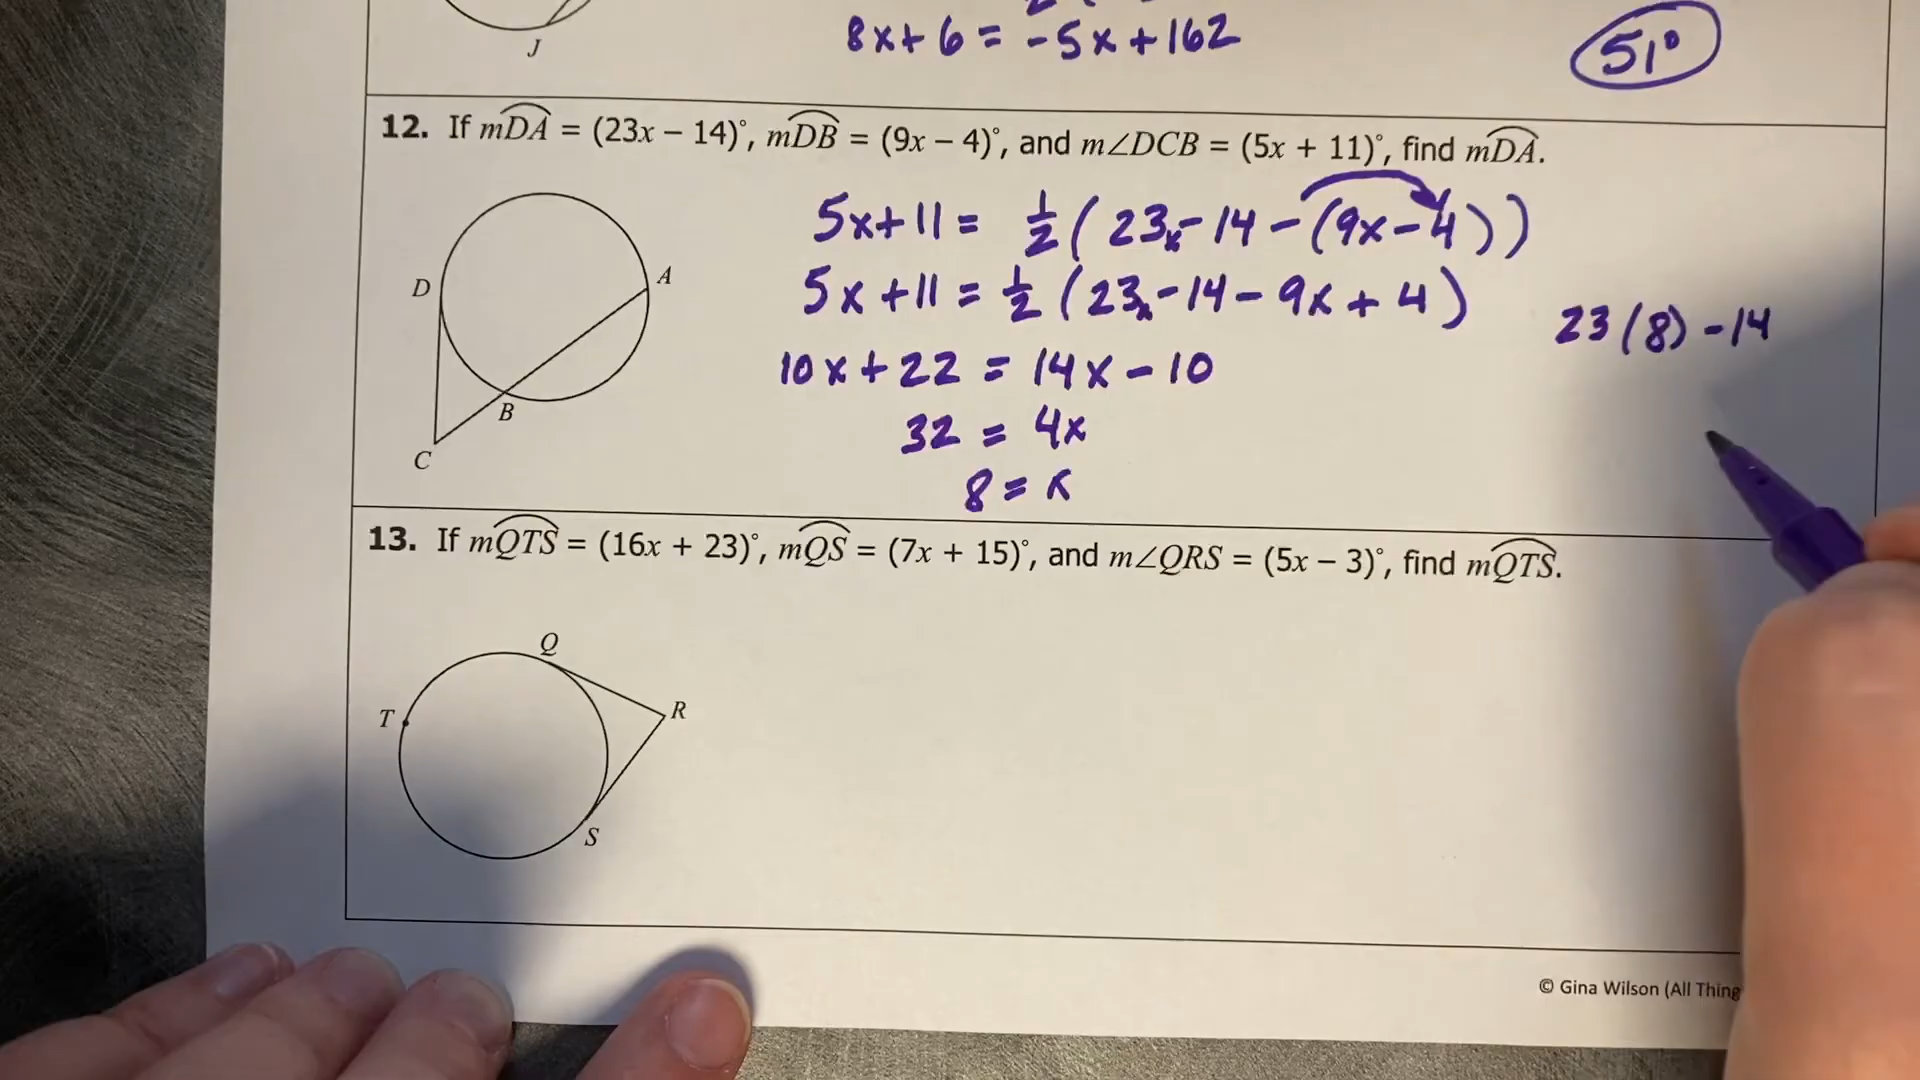 J
8x + 6 = -5x + 162
51°
12. If mDA = (23x − 14)°, mDB = (9x − 4)°, and m∠DCB = (5x + 11)°, find mDA.
5x + 11 = 1/2 ( 23x - 14 - (9x - 4) )
5x + 11 = 1/2 ( 23x - 14 - 9x + 4 )
23(8) - 14
10x + 22 = 14x - 10
32 = 4x
8 = x
D
A
B
C
13. If mQTS = (16x + 23)°, mQS = (7x + 15)°, and m∠QRS = (5x − 3)°, find mQTS.
Q
T
R
S
© Gina Wilson (All Thing